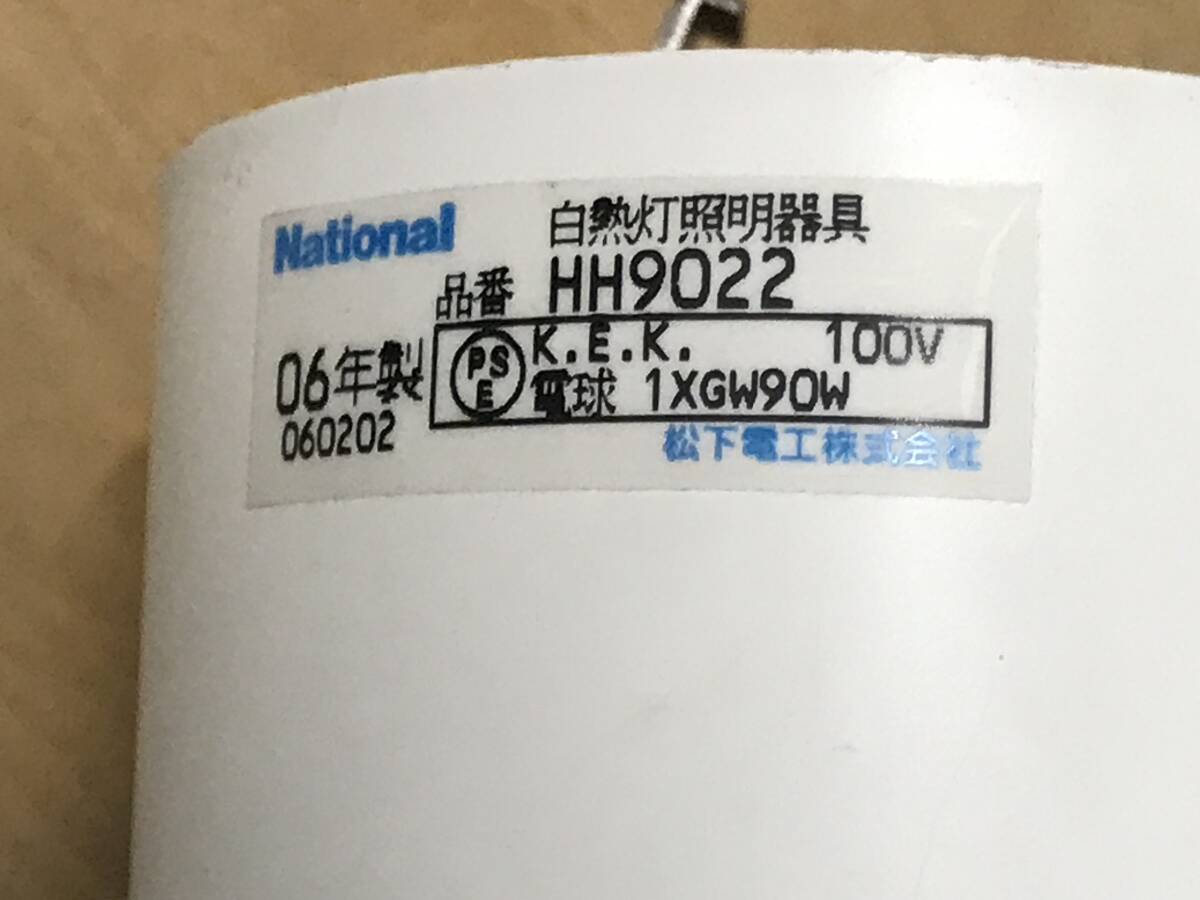 National
白熱灯照明器具
品番 HH9022
06年製
060202
PS
E
K.E.K. 100V
電球 1XGW90W
松下電工株式会社